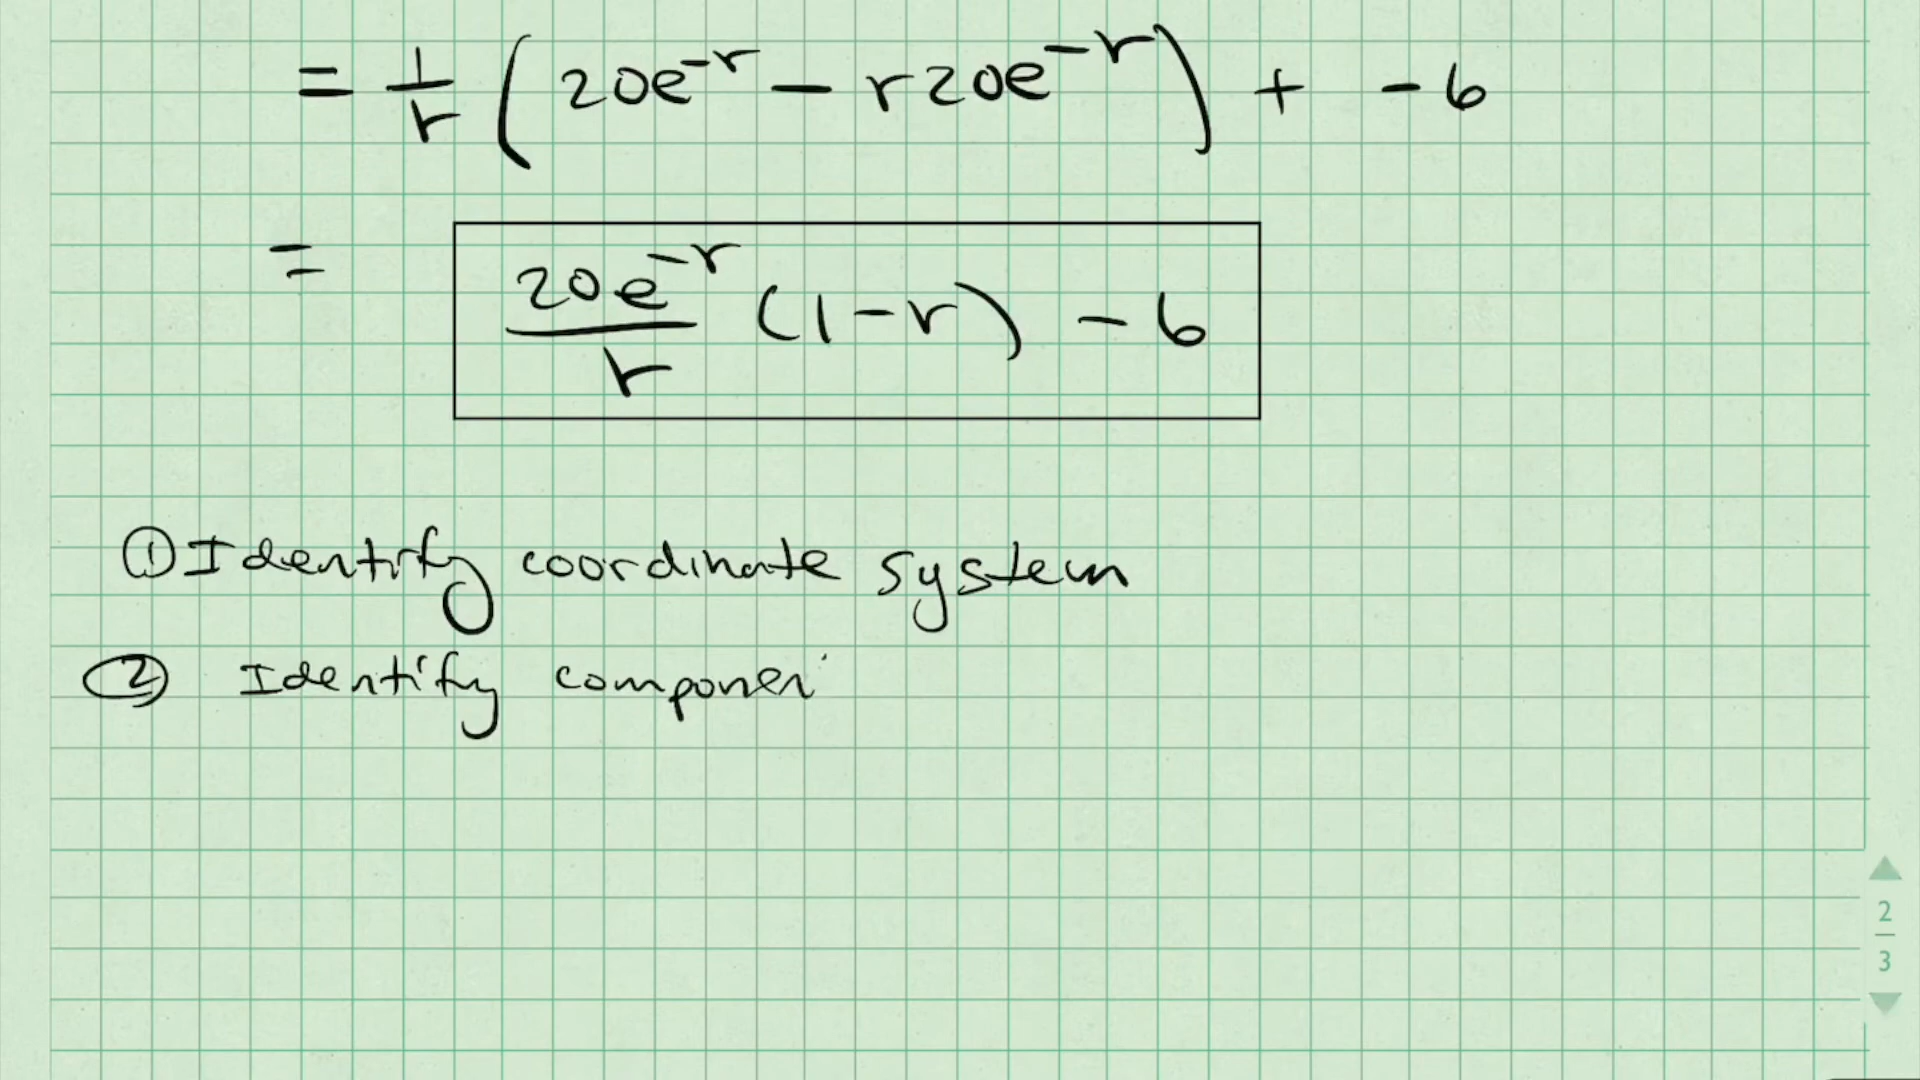 = 1/r (20e^-r - r20e^-r) + -6
= 20e^-r/r (1-r) -6
① Identify coordinate system
② Identify componen
2
3